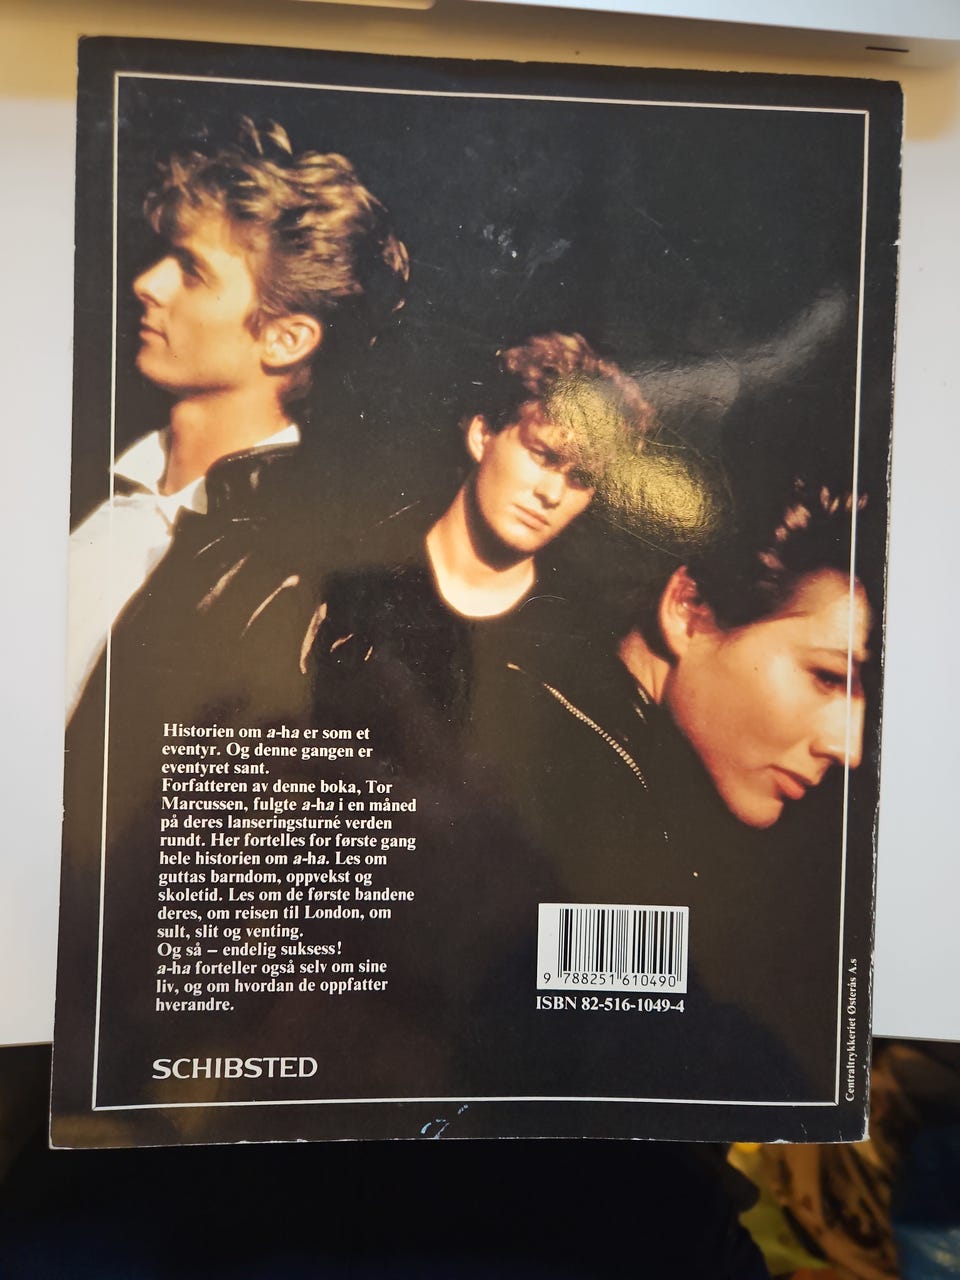 Historien om a-ha er som et
eventyr. Og denne gangen er
eventyret sant.
Forfatteren av denne boka, Tor
Marcussen, fulgte a-ha i en måned
på deres lanseringsturné verden
rundt. Her fortelles for første gang
hele historien om a-ha. Les om
guttas barndom, oppvekst og
skoletid. Les om de første bandene
deres, om reisen til London, om
sult, slit og venting.
Og så – endelig suksess!
a-ha forteller også selv om sine
liv, og om hvordan de oppfatter
hverandre.
SCHIBSTED
9 788251 610490
ISBN 82-516-1049-4
Centraltrykkeriet Østerås A.s